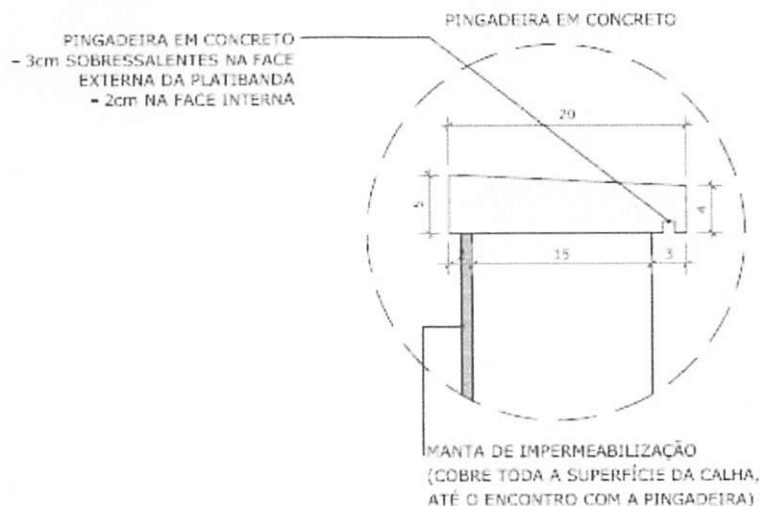 PINGADEIRA EM CONCRETO
PINGADEIRA EM CONCRETO
- 3cm SOBRESSALENTES NA FACE
EXTERNA DA PLATIBANDA
- 2cm NA FACE INTERNA
20
5
4
15
3
MANTA DE IMPERMEABILIZAÇÃO
(COBRE TODA A SUPERFÍCIE DA CALHA,
ATÉ O ENCONTRO COM A PINGADEIRA)